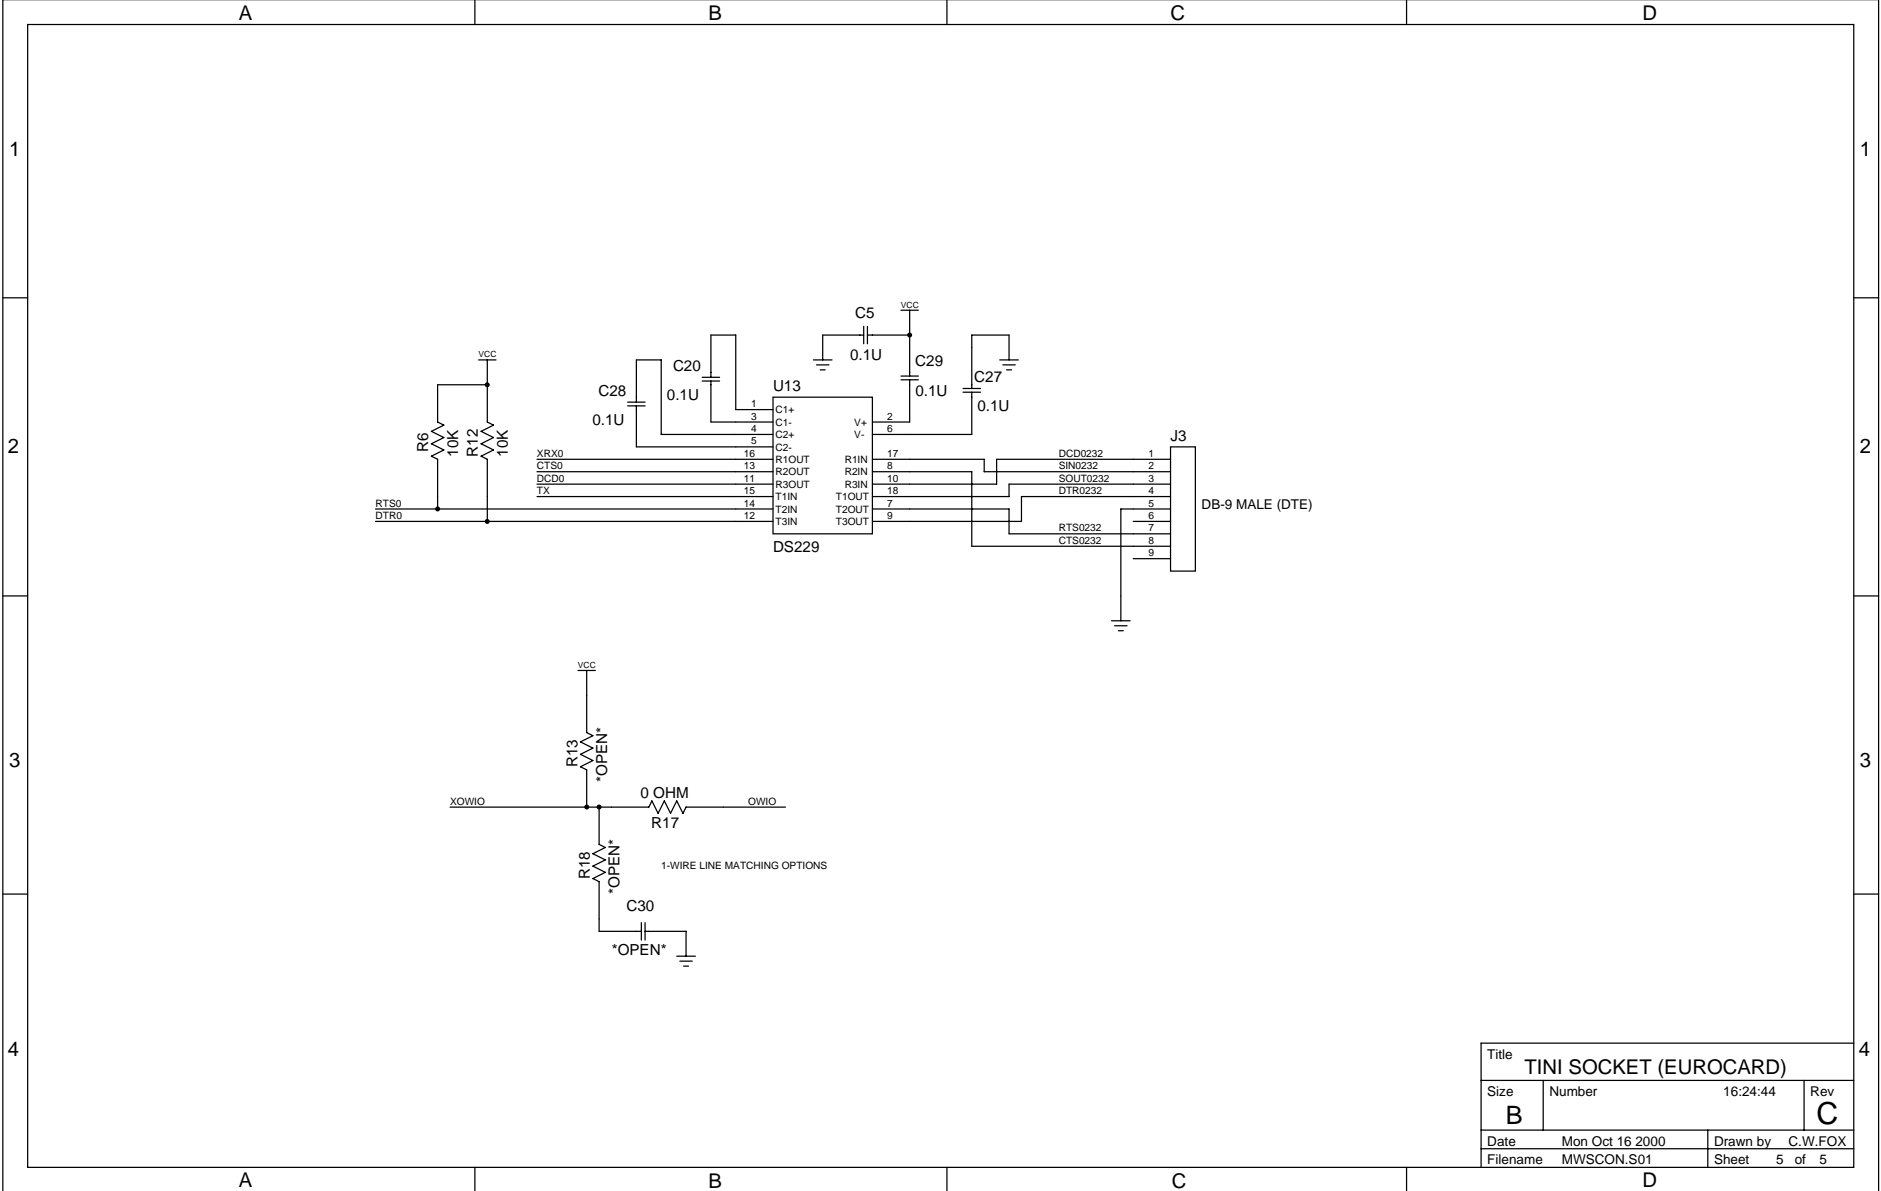 A B C D
1 1
VCC
C5
0.1U
C29
0.1U
C27
0.1U
VCC
C20
0.1U
C28
0.1U
R6
10K
R12
10K
U13
1 C1+
3 C1-
4 C2+
5 C2-
V+ 2
V- 6
2 2
XRX0 16 R1OUT R1IN 17
CTS0 13 R2OUT R2IN 8
DCD0 11 R3OUT R3IN 10
TX 15 T1IN T1OUT 18
RTS0 14 T2IN T2OUT 7
DTR0 12 T3IN T3OUT 9
DS229
J3
DCD0232 1
SIN0232 2
SOUT0232 3
DTR0232 4
5
6
RTS0232 7
CTS0232 8
9
DB-9 MALE (DTE)
VCC
R13
*OPEN*
3 3
XOWIO
0 OHM
R17
OWIO
R18
*OPEN*
1-WIRE LINE MATCHING OPTIONS
C30
*OPEN*
4 4
Title TINI SOCKET (EUROCARD)
Size B Number 16:24:44 Rev C
Date Mon Oct 16 2000 Drawn by C.W.FOX
Filename MWSCON.S01 Sheet 5 of 5
A B C D